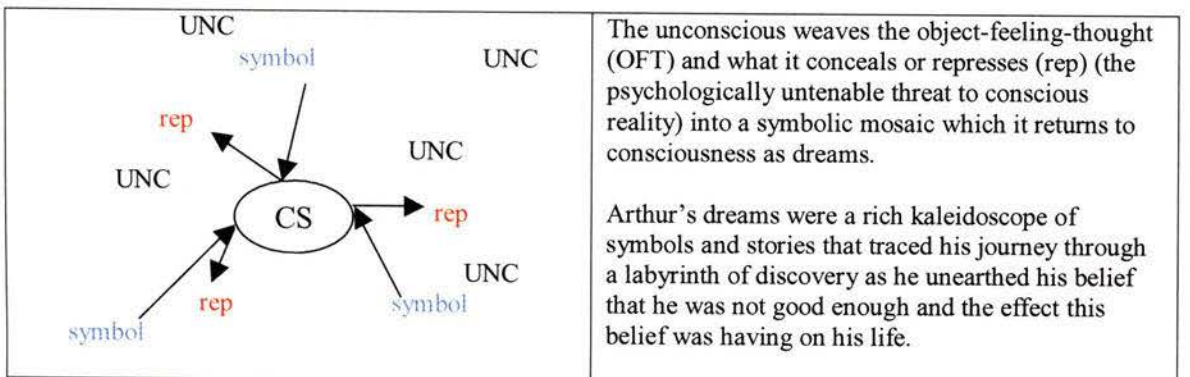 UNC
symbol
UNC
rep
UNC
UNC
CS
rep
UNC
rep
symbol
symbol
The unconscious weaves the object-feeling-thought
(OFT) and what it conceals or represses (rep) (the
psychologically untenable threat to conscious
reality) into a symbolic mosaic which it returns to
consciousness as dreams.
Arthur's dreams were a rich kaleidoscope of
symbols and stories that traced his journey through
a labyrinth of discovery as he unearthed his belief
that he was not good enough and the effect this
belief was having on his life.